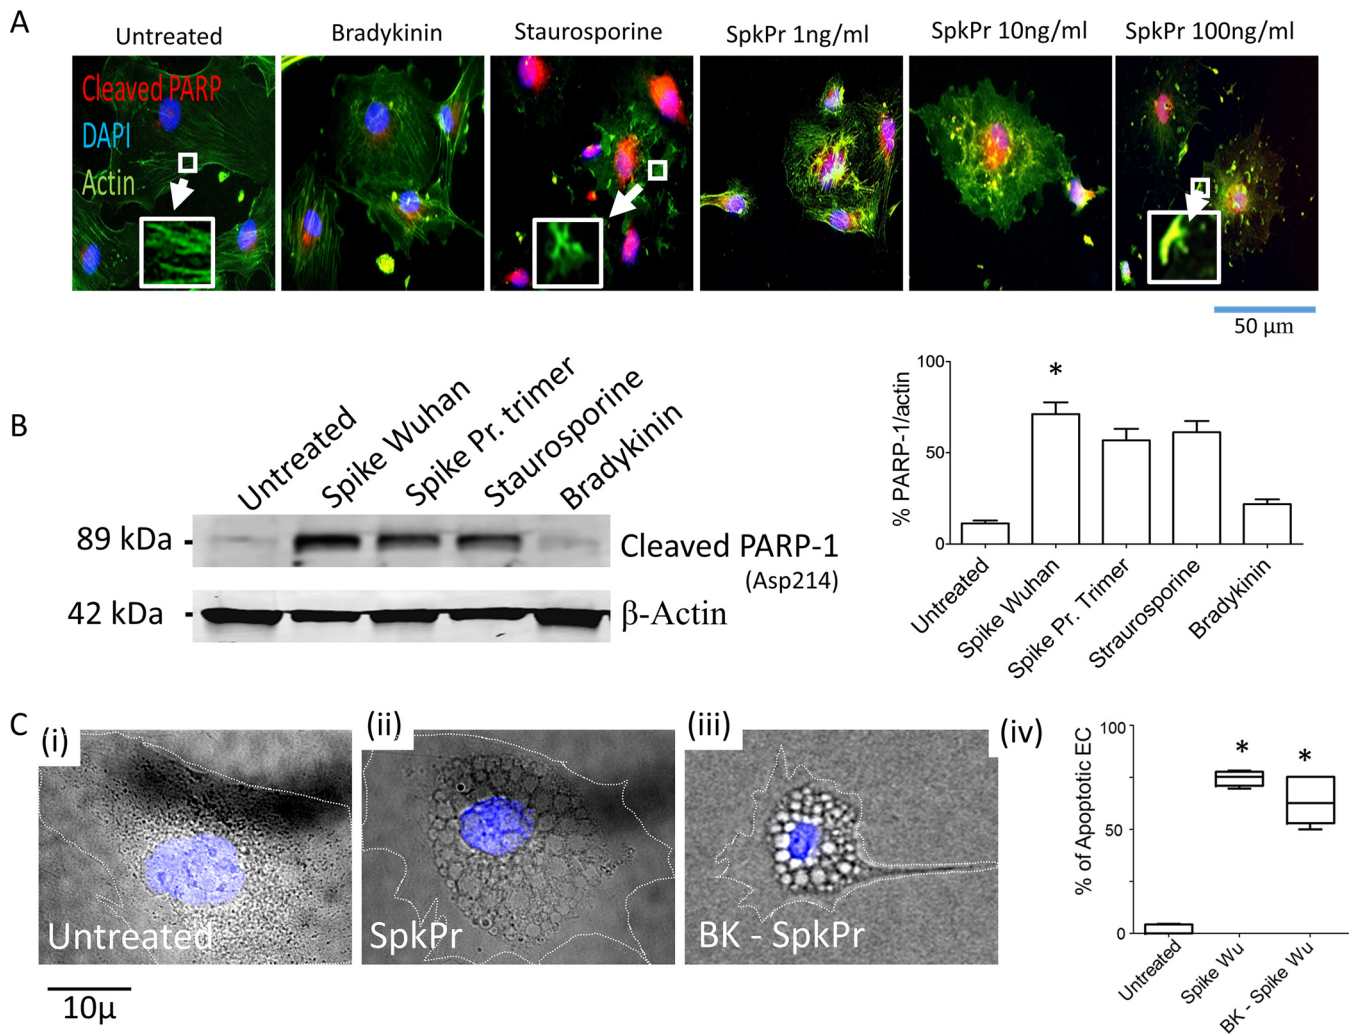 A
Untreated
Bradykinin
Staurosporine
SpkPr 1ng/ml
SpkPr 10ng/ml
SpkPr 100ng/ml
Cleaved PARP
DAPI
Actin
50 µm
B
Untreated
Spike Wuhan
Spike Pr. trimer
Staurosporine
Bradykinin
89 kDa
Cleaved PARP-1
(Asp214)
42 kDa
β-Actin
% PARP-1/actin
100
50
0
*
Untreated
Spike Wuhan
Spike Pr. Trimer
Straurosporine
Bradykinin
C
(i)
Untreated
(ii)
SpkPr
(iii)
BK - SpkPr
10µ
(iv)
% of Apoptotic EC
100
50
0
*
*
Untreated
Spike Wu
BK - Spike Wu